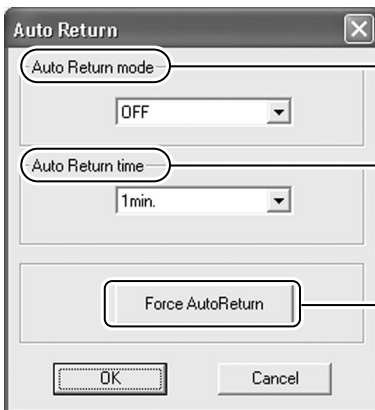 Auto Return
Auto Return mode
OFF
Auto Return time
1min.
Force AutoReturn
OK
Cancel